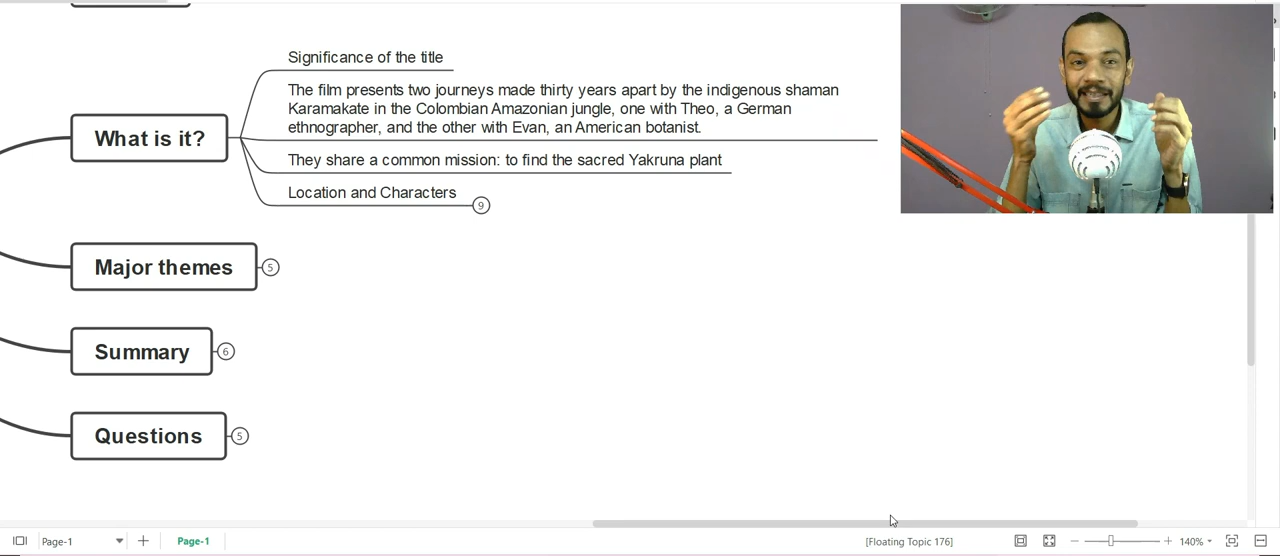 Significance of the title
The film presents two journeys made thirty years apart by the indigenous shaman
Karamakate in the Colombian Amazonian jungle, one with Theo, a German
ethnographer, and the other with Evan, an American botanist.
What is it?
They share a common mission: to find the sacred Yakruna plant
Location and Characters
9
Major themes
5
Summary
6
Questions
5
Page-1
Page-1
[Floating Topic 176]
140%